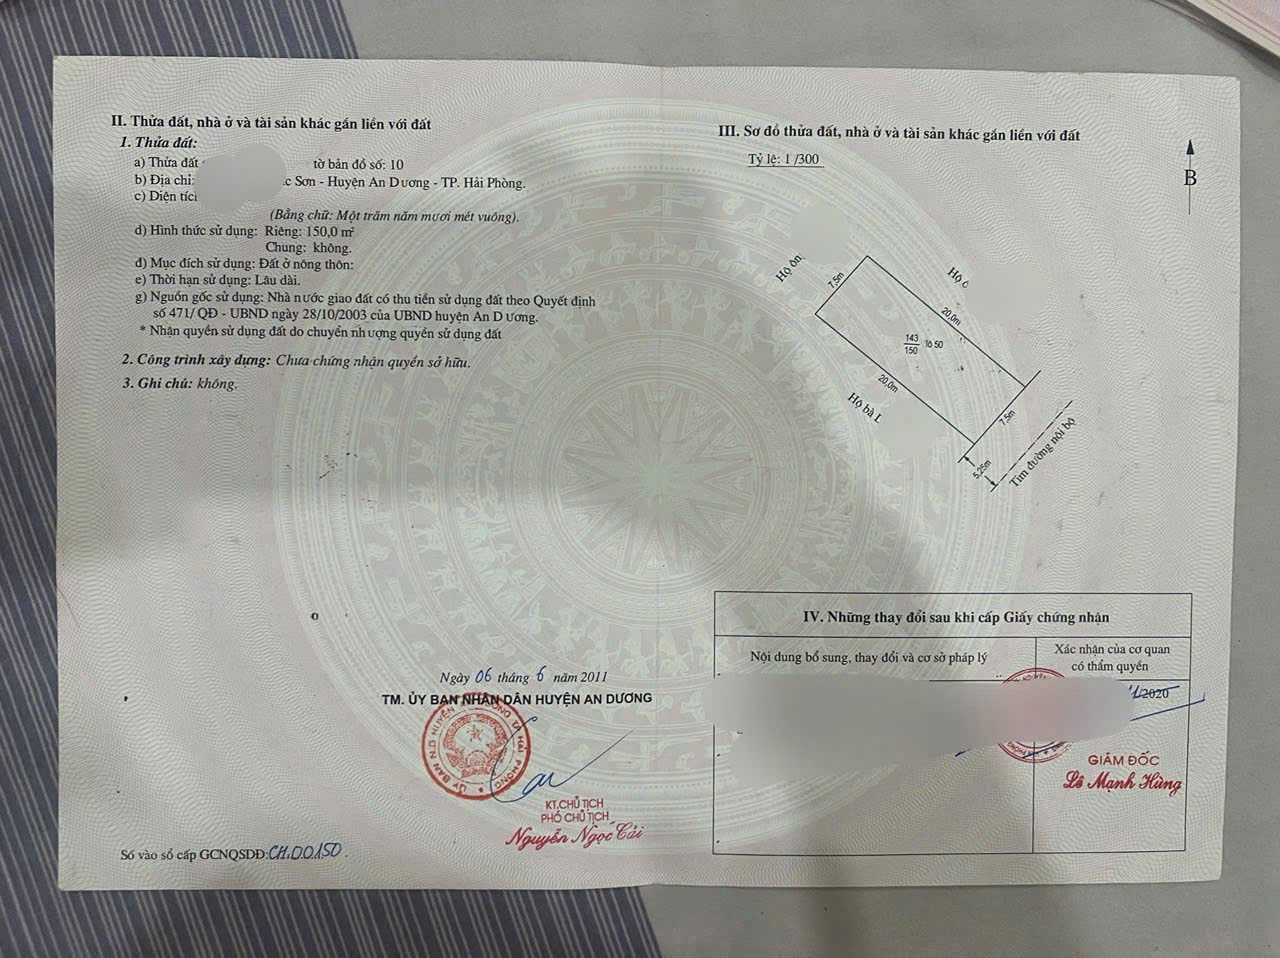 II. Thửa đất, nhà ở và tài sản khác gắn liền với đất
1. Thửa đất:
a) Thửa đất tờ bản đồ số: 10
b) Địa chỉ: Sơn - Huyện An Dương - TP. Hải Phòng.
c) Diện tíc
(Bằng chữ: Một trăm năm mươi mét vuông).
d) Hình thức sử dụng: Riêng: 150,0 m²
Chung: không.
đ) Mục đích sử dụng: Đất ở nông thôn:
e) Thời hạn sử dụng: Lâu dài.
g) Nguồn gốc sử dụng: Nhà nước giao đất có thu tiền sử dụng đất theo Quyết định
số 471/ QĐ - UBND ngày 28/10/2003 của UBND huyện An Dương.
* Nhận quyền sử dụng đất do chuyển nhượng quyền sử dụng đất
2. Công trình xây dựng: Chưa chứng nhận quyền sở hữu.
3. Ghi chú: không.
Ngày 06 tháng 6 năm 2011
TM. ỦY BAN NHÂN DÂN HUYỆN AN DƯƠNG
KT.CHỦ TỊCH
PHÓ CHỦ TỊCH
Nguyễn Ngọc Cải
Số vào sổ cấp GCNQSDĐ: CH.00150.
III. Sơ đồ thửa đất, nhà ở và tài sản khác gắn liền với đất
Tỷ lệ: 1 /300
B
Hộ ôn
Hộ
7,5m
20,0m
143
150
lô 50
20,0m
Hộ bà L
7,5m
5,25m
Tim đường nội bộ
IV. Những thay đổi sau khi cấp Giấy chứng nhận
Nội dung bổ sung, thay đổi và cơ sở pháp lý
Xác nhận của cơ quan
có thẩm quyền
1/2020
GIÁM ĐỐC
Lê Mạnh Hùng